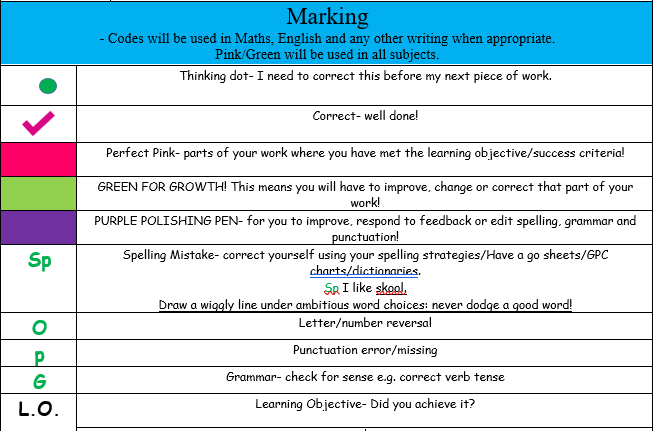 Marking
- Codes will be used in Maths, English and any other writing when appropriate.
Pink/Green will be used in all subjects.
Thinking dot- I need to correct this before my next piece of work.
Correct- well done!
Perfect Pink- parts of your work where you have met the learning objective/success criteria!
GREEN FOR GROWTH! This means you will have to improve, change or correct that part of your
work!
PURPLE POLISHING PEN- for you to improve, respond to feedback or edit spelling, grammar and
punctuation!
Sp
Spelling Mistake- correct yourself using your spelling strategies/Have a go sheets/GPC
charts/dictionaries.
Sp I like skool.
Draw a wiggly line under ambitious word choices: never dodge a good word!
O
Letter/number reversal
p
Punctuation error/missing
G
Grammar- check for sense e.g. correct verb tense
L.O.
Learning Objective- Did you achieve it?